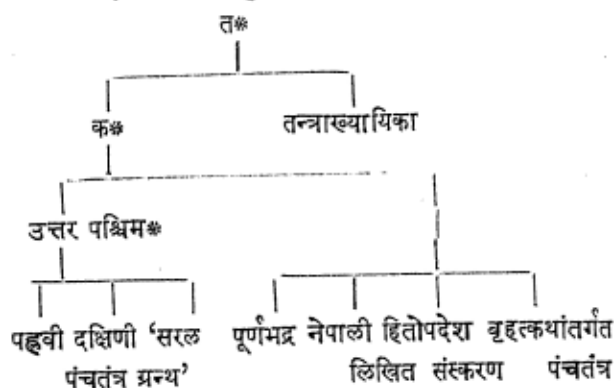 त*
क* तन्त्राख्यायिका
उत्तर पश्चिम*
पह्लवी दक्षिणी ‘सरल पूर्णभद्र नेपाली हितोपदेश वृहत्कथांतर्गत
पंचतंत्र ग्रन्थ’ लिखित संस्करण पंचतंत्र